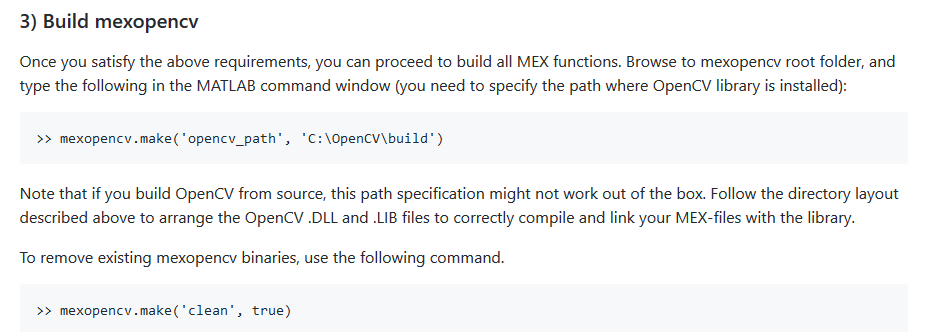 3) Build mexopencv
Once you satisfy the above requirements, you can proceed to build all MEX functions. Browse to mexopencv root folder, and
type the following in the MATLAB command window (you need to specify the path where OpenCV library is installed):
>> mexopencv.make('opencv_path', 'C:\OpenCV\build')
Note that if you build OpenCV from source, this path specification might not work out of the box. Follow the directory layout
described above to arrange the OpenCV .DLL and .LIB files to correctly compile and link your MEX-files with the library.
To remove existing mexopencv binaries, use the following command.
>> mexopencv.make('clean', true)